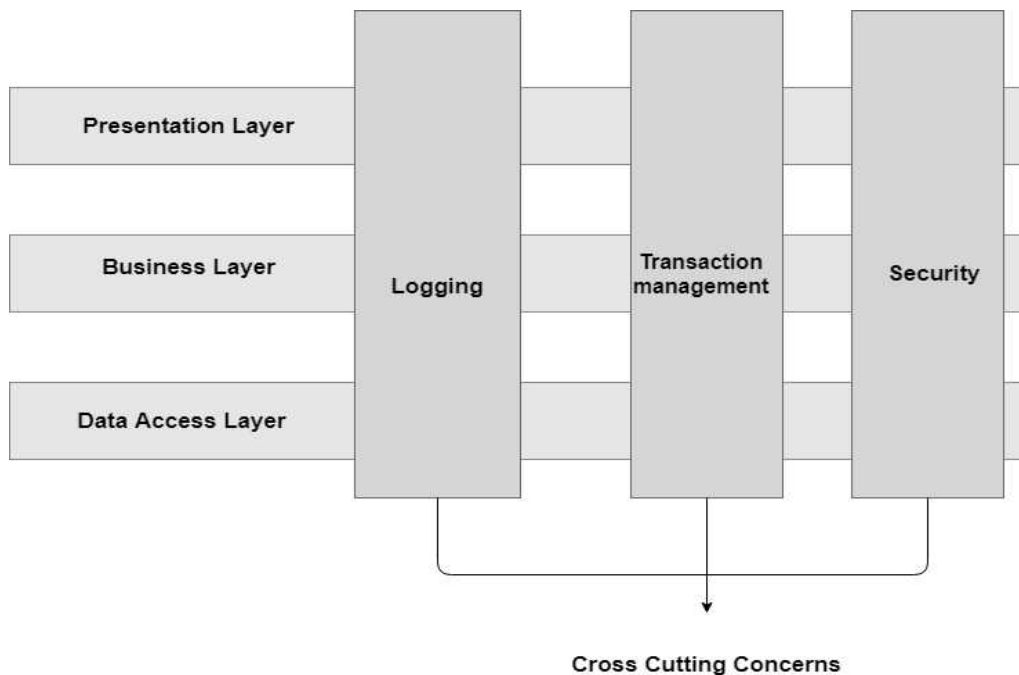 Presentation Layer
Business Layer
Data Access Layer
Logging
Transaction
management
Security
Cross Cutting Concerns